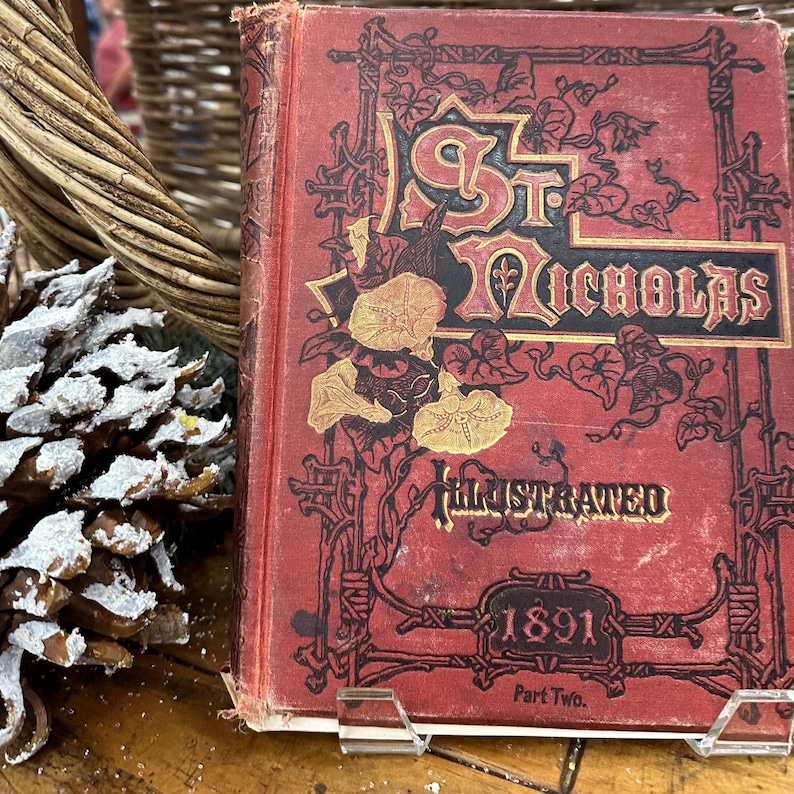 St.
Nicholas
Illustrated
1891
Part Two.